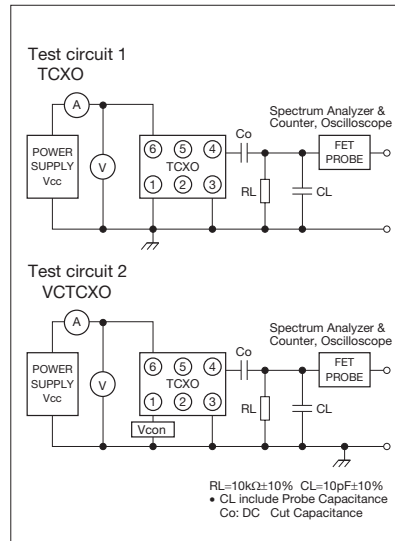 Test circuit 1
TCXO
A
Spectrum Analyzer &
Counter, Oscilloscope
POWER
SUPPLY
Vcc
V
6 5 4
TCXO
1 2 3
Co
RL
CL
FET
PROBE
Test circuit 2
VCTCXO
A
Spectrum Analyzer &
Counter, Oscilloscope
POWER
SUPPLY
Vcc
V
6 5 4
TCXO
1 2 3
Vcon
Co
RL
CL
FET
PROBE
RL=10kΩ±10% CL=10pF±10%
• CL include Probe Capacitance
Co: DC Cut Capacitance